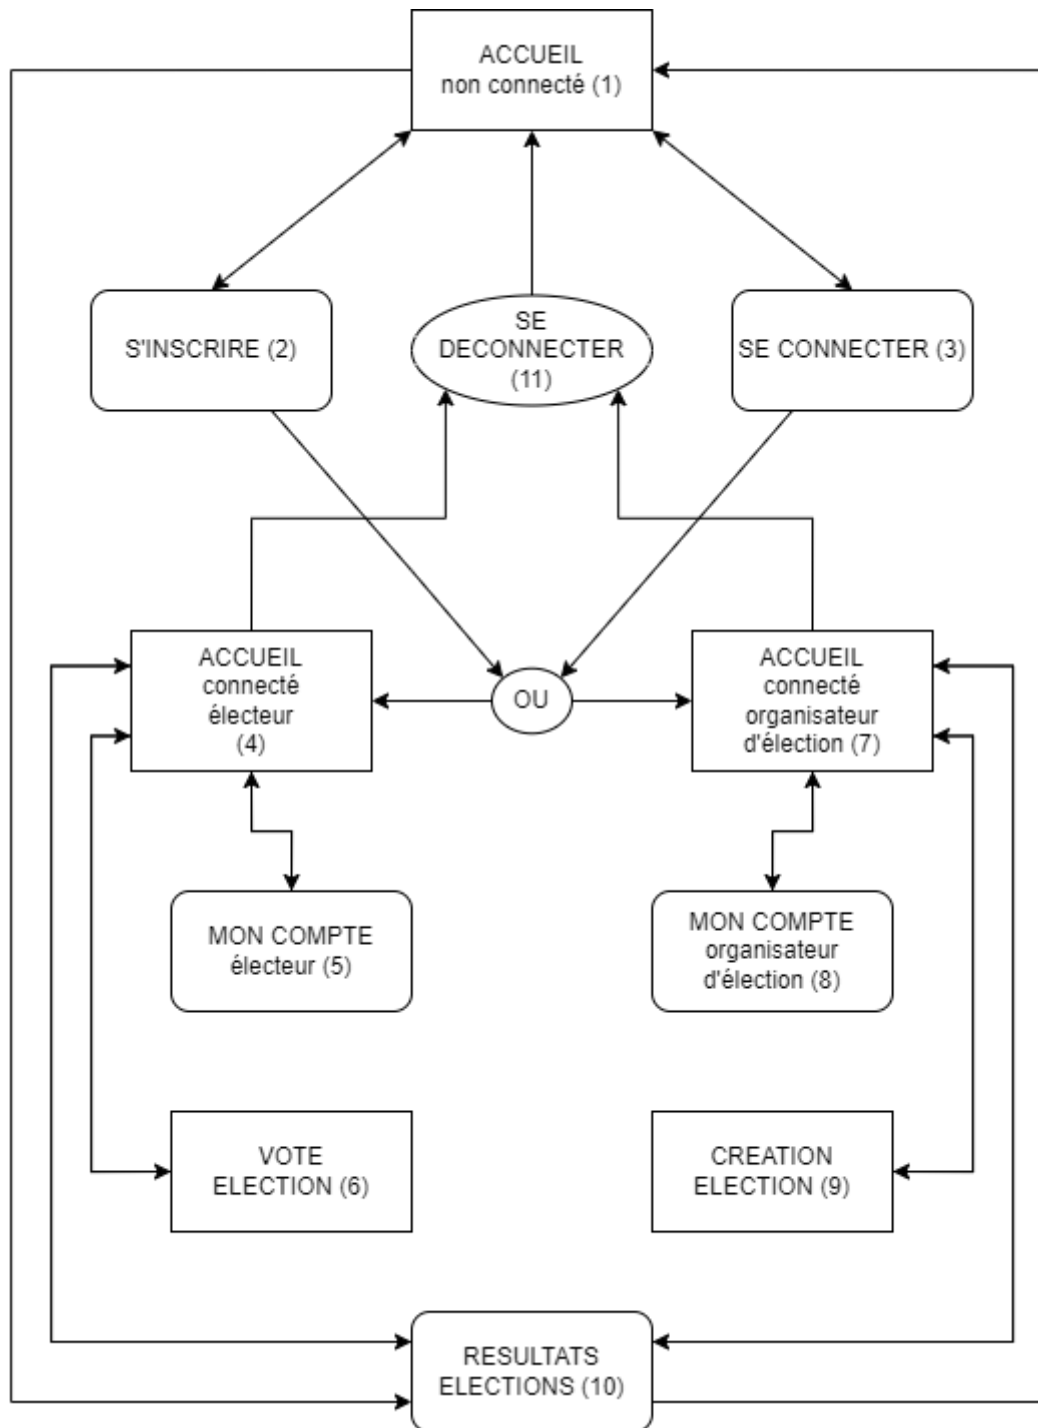 ACCUEIL
non connecté (1)
S'INSCRIRE (2)
SE
DECONNECTER
(11)
SE CONNECTER (3)
ACCUEIL
connecté
électeur
(4)
OU
ACCUEIL
connecté
organisateur
d'élection (7)
MON COMPTE
électeur (5)
MON COMPTE
organisateur
d'élection (8)
VOTE
ELECTION (6)
CREATION
ELECTION (9)
RESULTATS
ELECTIONS (10)